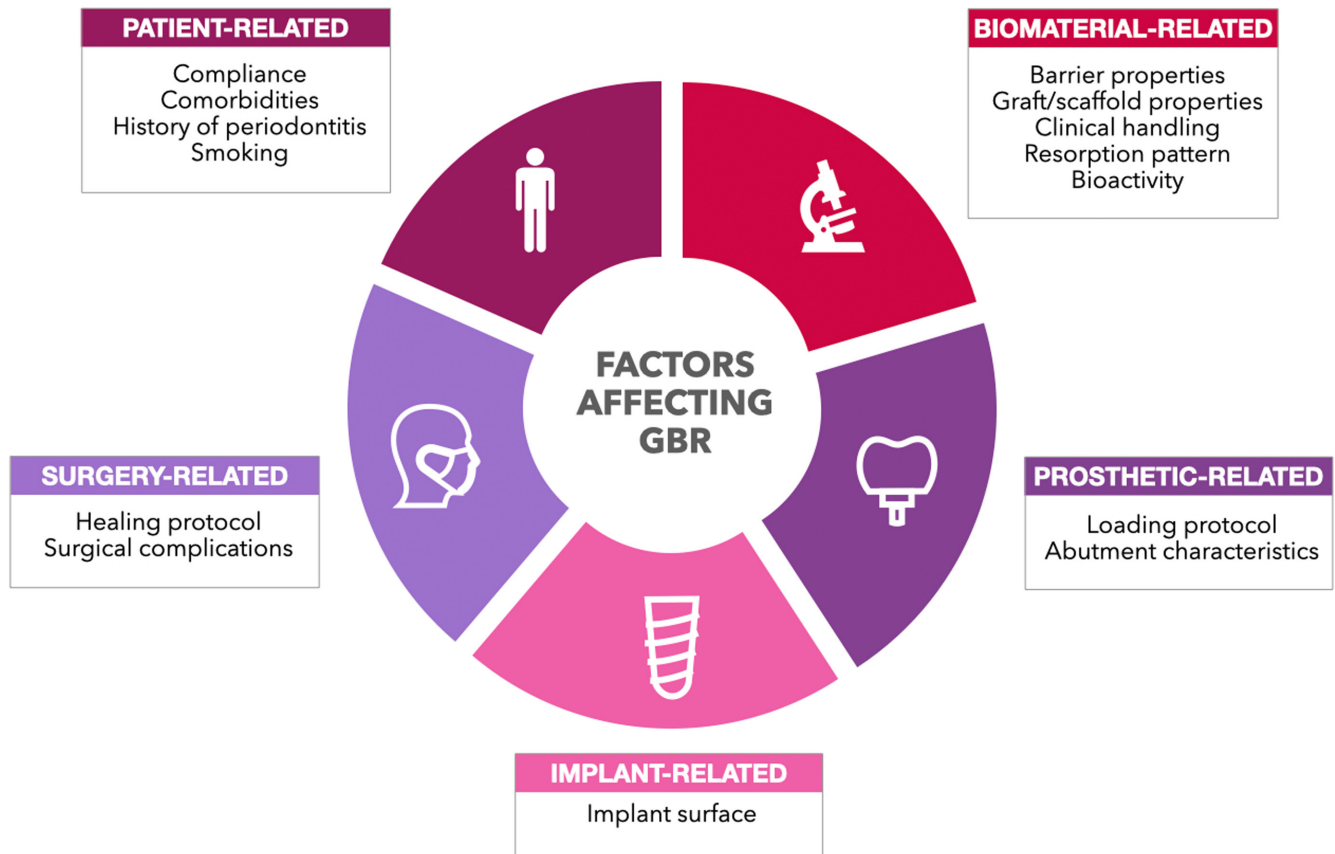 PATIENT-RELATED
Compliance
Comorbidities
History of periodontitis
Smoking
BIOMATERIAL-RELATED
Barrier properties
Graft/scaffold properties
Clinical handling
Resorption pattern
Bioactivity
FACTORS
AFFECTING
GBR
SURGERY-RELATED
Healing protocol
Surgical complications
PROSTHETIC-RELATED
Loading protocol
Abutment characteristics
IMPLANT-RELATED
Implant surface